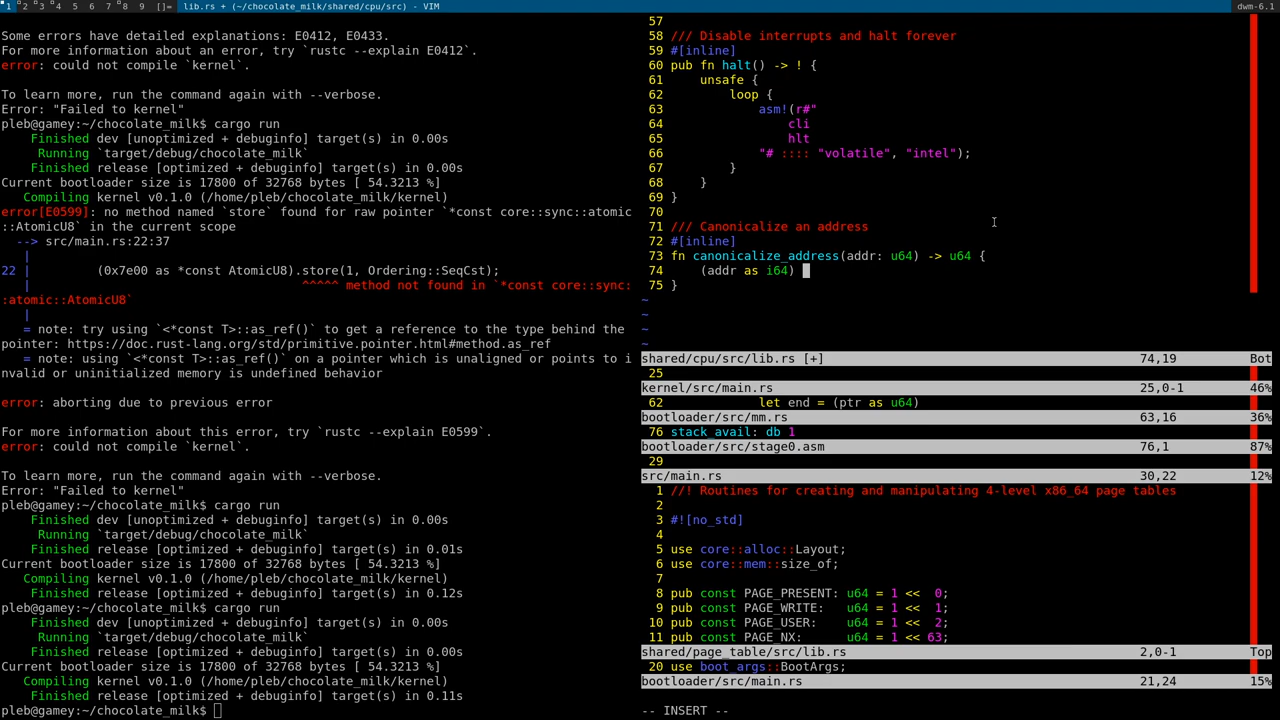 1 2 3 4 5 6 7 8 9 []= lib.rs + (~/chocolate_milk/shared/cpu/src) - VIM dwm-6.1
Some errors have detailed explanations: E0412, E0433.
For more information about an error, try `rustc --explain E0412`.
error: could not compile `kernel`.
To learn more, run the command again with --verbose.
Error: "Failed to kernel"
pleb@gamey:~/chocolate_milk$ cargo run
    Finished dev [unoptimized + debuginfo] target(s) in 0.00s
     Running `target/debug/chocolate_milk`
    Finished release [optimized + debuginfo] target(s) in 0.00s
Current bootloader size is 17800 of 32768 bytes [ 54.3213 %]
   Compiling kernel v0.1.0 (/home/pleb/chocolate_milk/kernel)
error[E0599]: no method named `store` found for raw pointer `*const core::sync::atomic
::AtomicU8` in the current scope
  --> src/main.rs:22:37
   |
22 |         (0x7e00 as *const AtomicU8).store(1, Ordering::SeqCst);
   |                                     ^^^^^ method not found in `*const core::sync:
:atomic::AtomicU8`
   |
   = note: try using `<*const T>::as_ref()` to get a reference to the type behind the
pointer: https://doc.rust-lang.org/std/primitive.pointer.html#method.as_ref
   = note: using `<*const T>::as_ref()` on a pointer which is unaligned or points to i
nvalid or uninitialized memory is undefined behavior
error: aborting due to previous error
For more information about this error, try `rustc --explain E0599`.
error: could not compile `kernel`.
To learn more, run the command again with --verbose.
Error: "Failed to kernel"
pleb@gamey:~/chocolate_milk$ cargo run
    Finished dev [unoptimized + debuginfo] target(s) in 0.00s
     Running `target/debug/chocolate_milk`
    Finished release [optimized + debuginfo] target(s) in 0.01s
Current bootloader size is 17800 of 32768 bytes [ 54.3213 %]
   Compiling kernel v0.1.0 (/home/pleb/chocolate_milk/kernel)
    Finished release [optimized + debuginfo] target(s) in 0.12s
pleb@gamey:~/chocolate_milk$ cargo run
    Finished dev [unoptimized + debuginfo] target(s) in 0.00s
     Running `target/debug/chocolate_milk`
    Finished release [optimized + debuginfo] target(s) in 0.00s
Current bootloader size is 17800 of 32768 bytes [ 54.3213 %]
   Compiling kernel v0.1.0 (/home/pleb/chocolate_milk/kernel)
    Finished release [optimized + debuginfo] target(s) in 0.11s
pleb@gamey:~/chocolate_milk$
57
58 /// Disable interrupts and halt forever
59 #[inline]
60 pub fn halt() -> ! {
61     unsafe {
62         loop {
63             asm!(r#"
64                 cli
65                 hlt
66             "# :::: "volatile", "intel");
67         }
68     }
69 }
70
71 /// Canonicalize an address
72 #[inline]
73 fn canonicalize_address(addr: u64) -> u64 {
74     (addr as i64)
75 }
~
~
~
~
shared/cpu/src/lib.rs [+] 74,19 Bot
25
kernel/src/main.rs 25,0-1 46%
62             let end = (ptr as u64)
bootloader/src/mm.rs 63,16 36%
76 stack_avail: db 1
bootloader/src/stage0.asm 76,1 87%
29
src/main.rs 30,22 12%
1 //! Routines for creating and manipulating 4-level x86_64 page tables
2
3 #![no_std]
4
5 use core::alloc::Layout;
6 use core::mem::size_of;
7
8 pub const PAGE_PRESENT: u64 = 1 <<  0;
9 pub const PAGE_WRITE:   u64 = 1 <<  1;
10 pub const PAGE_USER:    u64 = 1 <<  2;
11 pub const PAGE_NX:      u64 = 1 << 63;
shared/page_table/src/lib.rs 2,0-1 Top
20 use boot_args::BootArgs;
bootloader/src/main.rs 21,24 15%
-- INSERT --